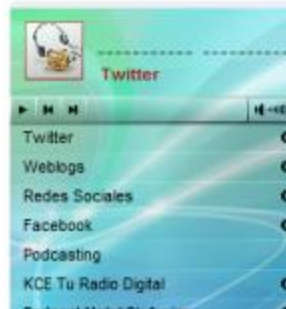 Twitter
Twitter
Weblogs
Redes Sociales
Facebook
Podcasting
KCE Tu Radio Digital